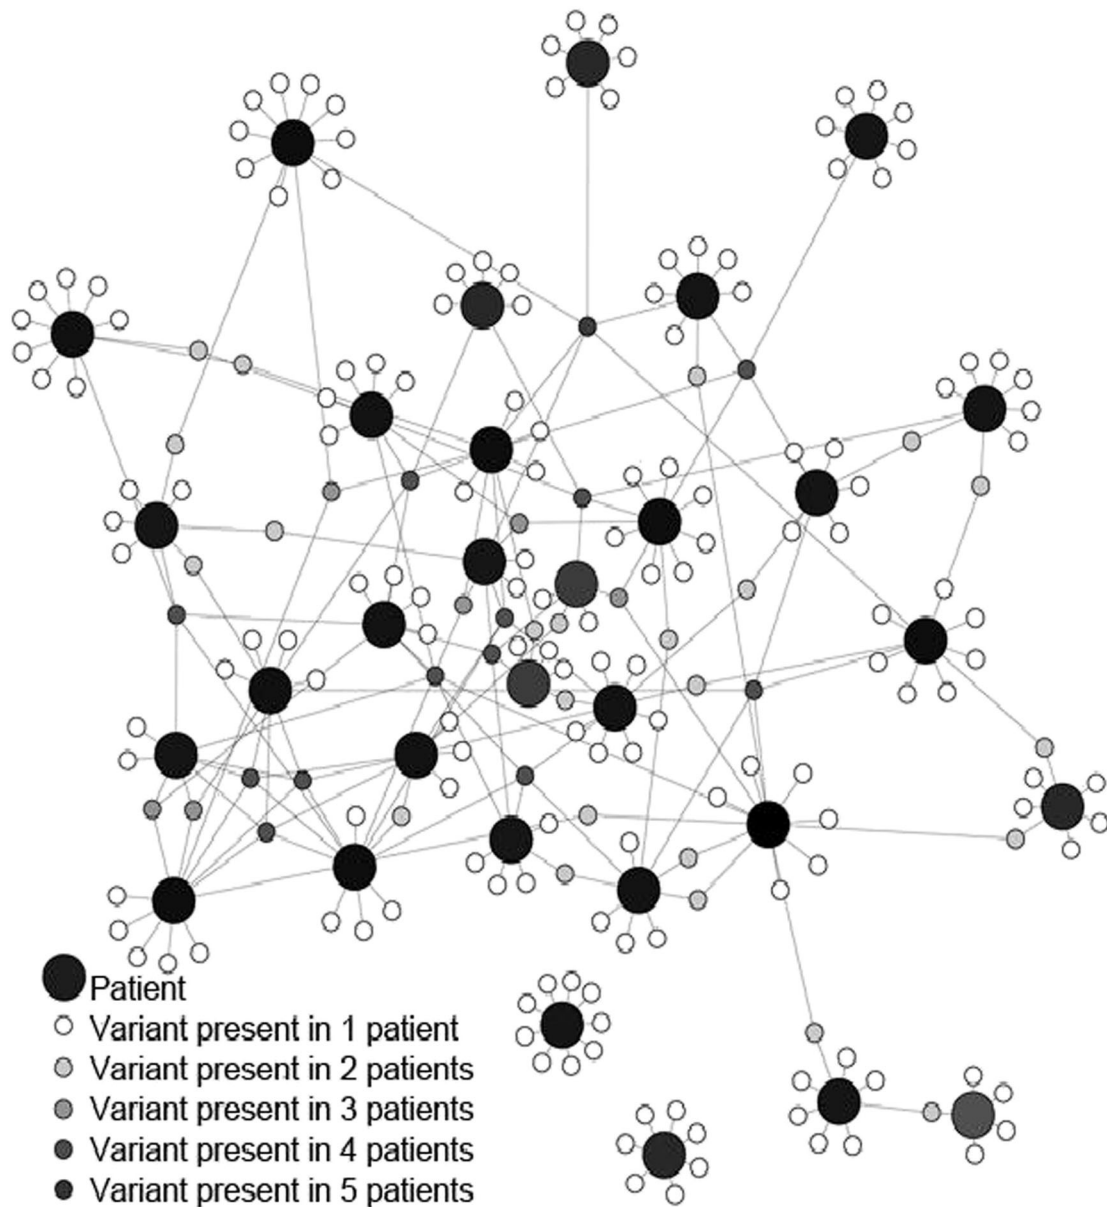 Patient
Variant present in 1 patient
Variant present in 2 patients
Variant present in 3 patients
Variant present in 4 patients
Variant present in 5 patients